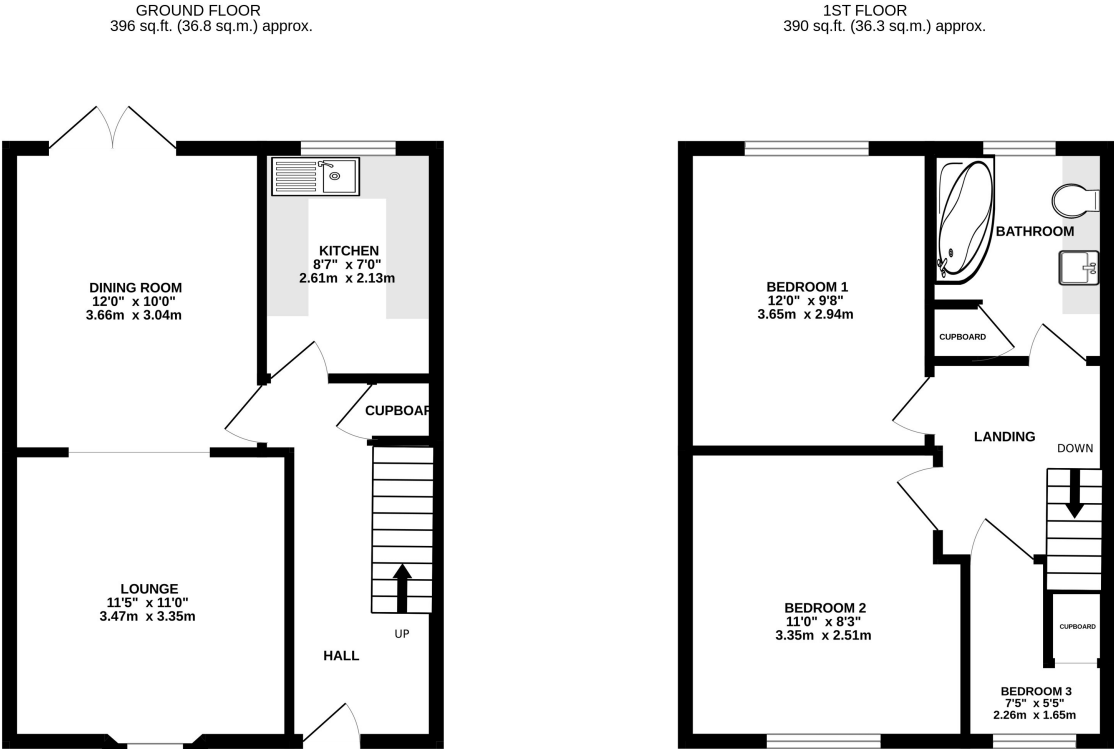 GROUND FLOOR
396 sq.ft. (36.8 sq.m.) approx.
DINING ROOM
12'0" x 10'0"
3.66m x 3.04m
KITCHEN
8'7" x 7'0"
2.61m x 2.13m
CUPBOAR
LOUNGE
11'5" x 11'0"
3.47m x 3.35m
UP
HALL
1ST FLOOR
390 sq.ft. (36.3 sq.m.) approx.
BATHROOM
BEDROOM 1
12'0" x 9'8"
3.65m x 2.94m
CUPBOARD
LANDING
DOWN
BEDROOM 2
11'0" x 8'3"
3.35m x 2.51m
CUPBOARD
BEDROOM 3
7'5" x 5'5"
2.26m x 1.65m